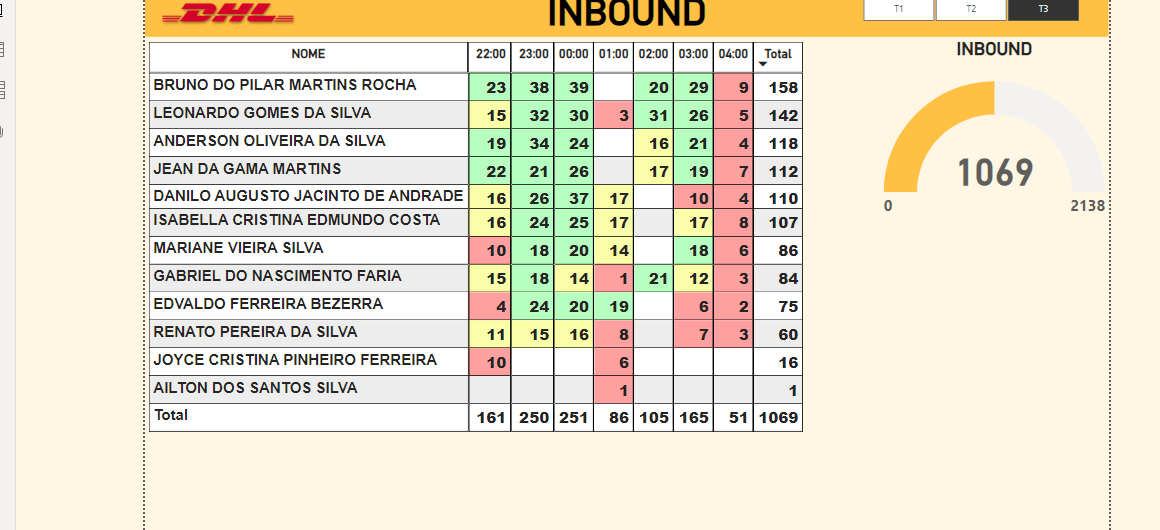 DHL
INBOUND
T1 T2 T3
NOME 22:00 23:00 00:00 01:00 02:00 03:00 04:00 Total
BRUNO DO PILAR MARTINS ROCHA 23 38 39 20 29 9 158
LEONARDO GOMES DA SILVA 15 32 30 3 31 26 5 142
ANDERSON OLIVEIRA DA SILVA 19 34 24 16 21 4 118
JEAN DA GAMA MARTINS 22 21 26 17 19 7 112
DANILO AUGUSTO JACINTO DE ANDRADE 16 26 37 17 10 4 110
ISABELLA CRISTINA EDMUNDO COSTA 16 24 25 17 17 8 107
MARIANE VIEIRA SILVA 10 18 20 14 18 6 86
GABRIEL DO NASCIMENTO FARIA 15 18 14 1 21 12 3 84
EDVALDO FERREIRA BEZERRA 4 24 20 19 6 2 75
RENATO PEREIRA DA SILVA 11 15 16 8 7 3 60
JOYCE CRISTINA PINHEIRO FERREIRA 10 6 16
AILTON DOS SANTOS SILVA 1 1
Total 161 250 251 86 105 165 51 1069
INBOUND
1069
0 2138